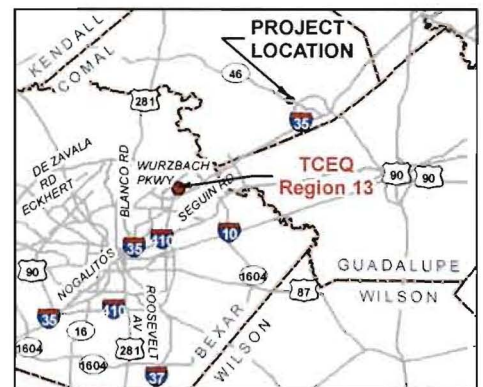 PROJECT
LOCATION
KENDALL
COMAL
46
281
35
DE ZAVALA
RD
ECKHERT
BLANCO RD
WURZBACH
PKWY
SEGUIN RD
TCEQ
Region 13
90
90
35
410
10
NOGALITOS
90
1604
87
GUADALUPE
WILSON
BEXAR
WILSON
35
410
16
ROOSEVELT
AV
1604
1604
281
37